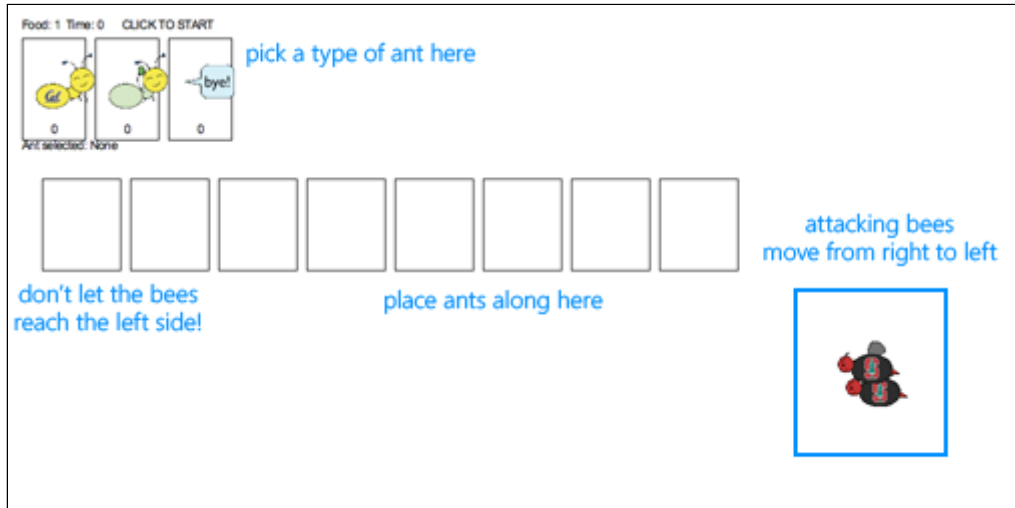 Food: 1 Time: 0 CLICK TO START
pick a type of ant here
Cal
bye!
0 0 0
Ant selected: None
attacking bees
move from right to left
don't let the bees
reach the left side!
place ants along here
S
S